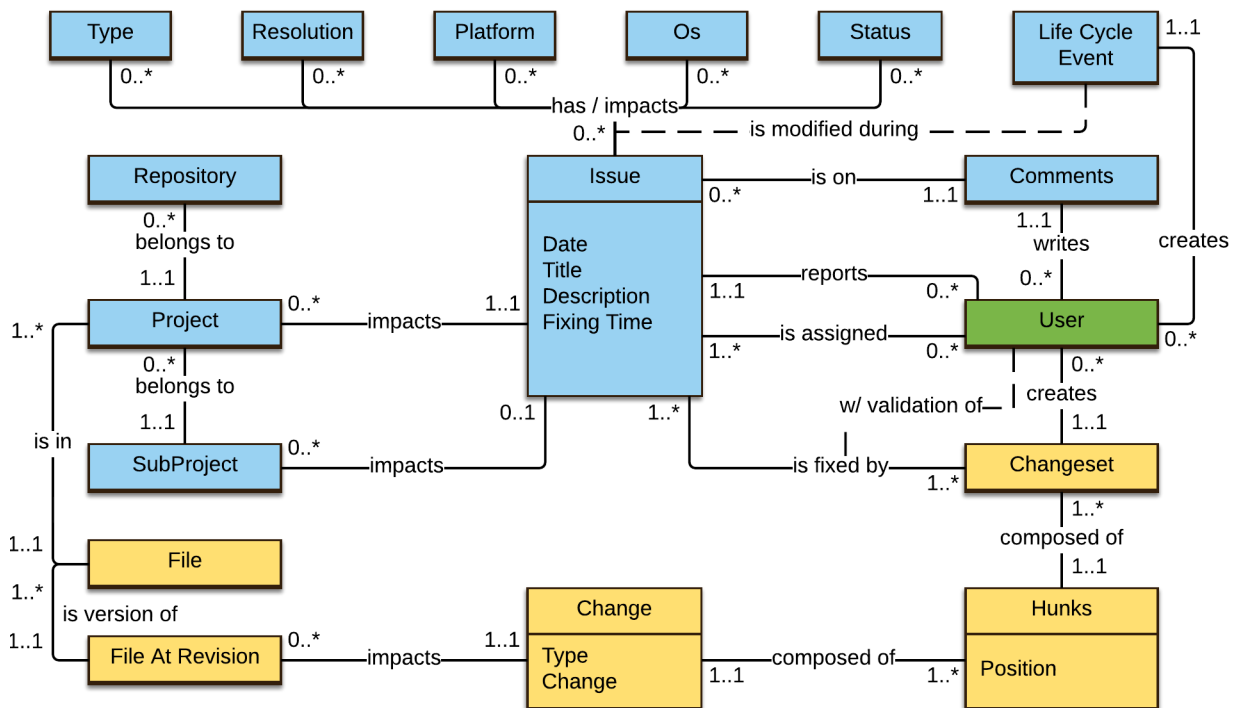 Type
Resolution
Platform
Os
Status
Life Cycle
Event
1..1
0..*
0..*
0..*
0..*
0..*
has / impacts
0..*
is modified during
Repository
Issue
Comments
0..*
is on
1..1
0..*
belongs to
1..1
1..1
writes
0..*
creates
Date
Title
Description
Fixing Time
reports
1..1
0..*
Project
0..*
impacts
1..1
User
1..*
is assigned
1..*
0..*
0..*
0..*
belongs to
1..1
0..*
creates
1..1
w/ validation of
0..1
1..*
is in
SubProject
0..*
impacts
is fixed by
1..*
Changeset
1..*
composed of
1..1
1..1
File
1..*
is version of
1..1
File At Revision
0..*
impacts
1..1
Change
Type
Change
1..1
composed of
1..*
Hunks
Position